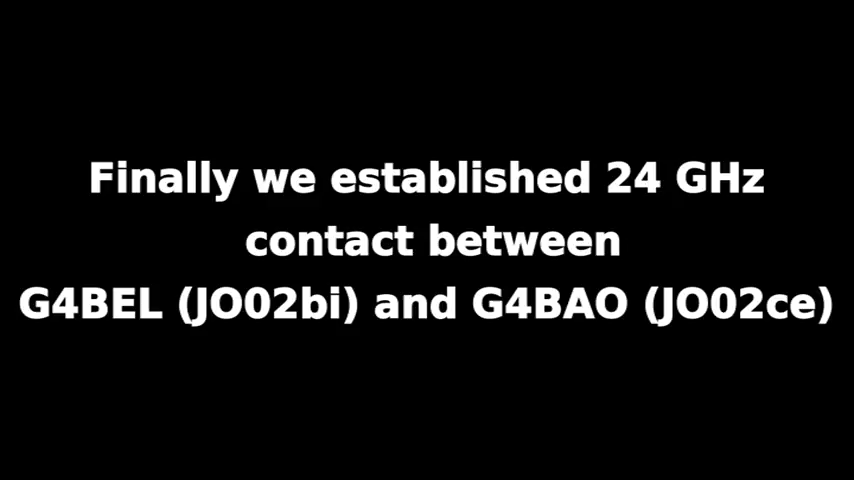 Finally we established 24 GHz
contact between
G4BEL (JO02bi) and G4BAO (JO02ce)